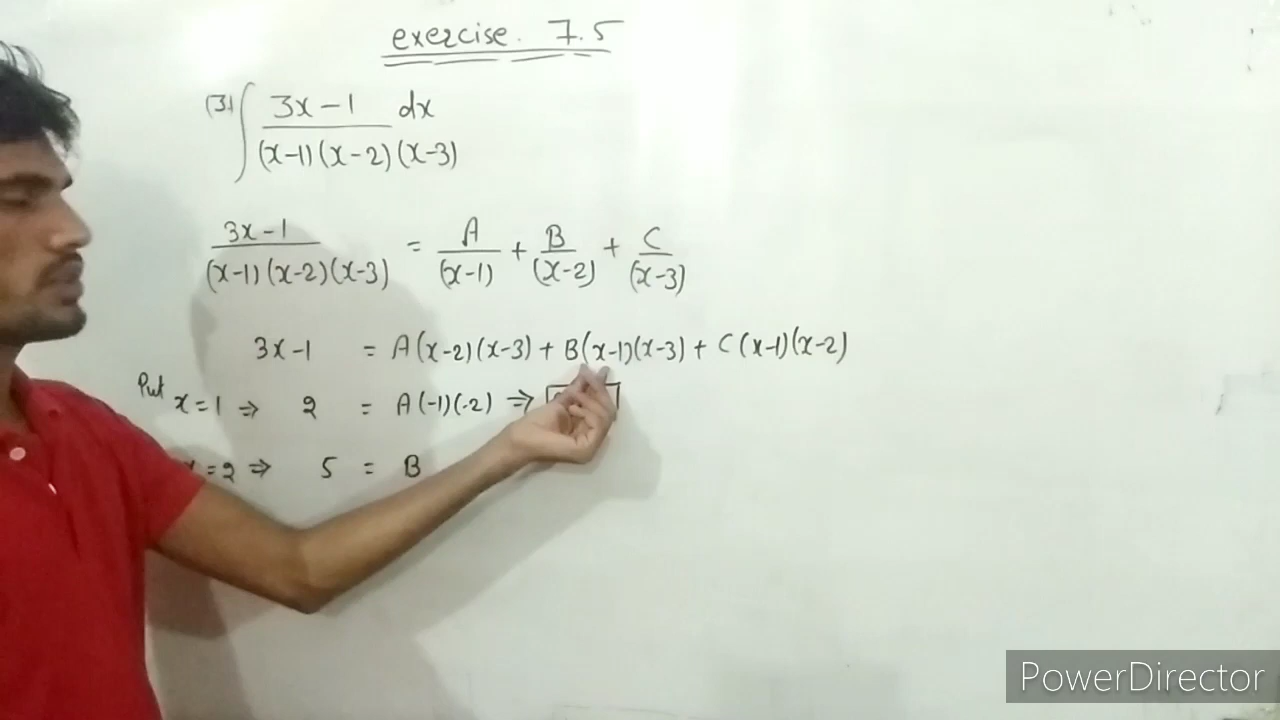 exercise. 7.5
(3) ∫ 3x-1 dx
(x-1)(x-2)(x-3)
3x-1 = A + B + C
(x-1)(x-2)(x-3) (x-1) (x-2) (x-3)
3x-1 = A(x-2)(x-3) + B(x-1)(x-3) + C(x-1)(x-2)
Put x=1 ⇒ 2 = A(-1)(-2) ⇒
x=2 ⇒ 5 = B
PowerDirector